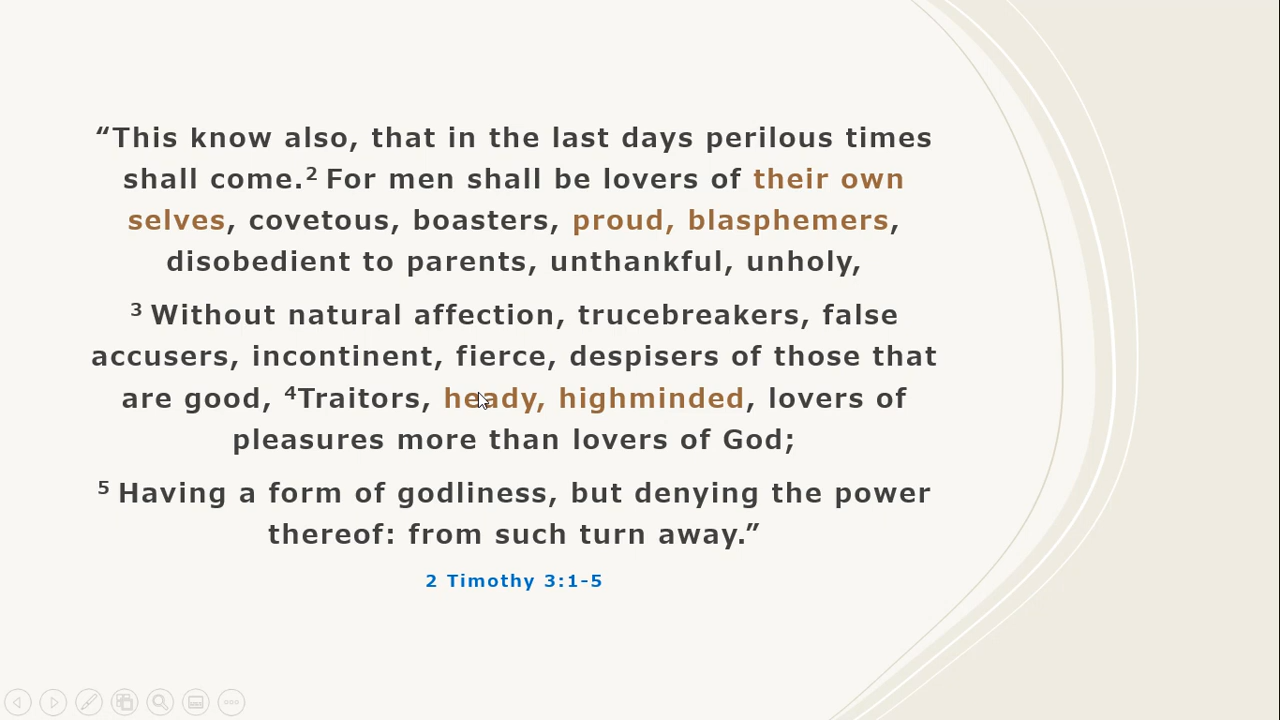 “This know also, that in the last days perilous times
shall come.² For men shall be lovers of their own
selves, covetous, boasters, proud, blasphemers,
disobedient to parents, unthankful, unholy,
³ Without natural affection, trucebreakers, false
accusers, incontinent, fierce, despisers of those that
are good, ⁴Traitors, heady, highminded, lovers of
pleasures more than lovers of God;
⁵ Having a form of godliness, but denying the power
thereof: from such turn away.”
2 Timothy 3:1-5